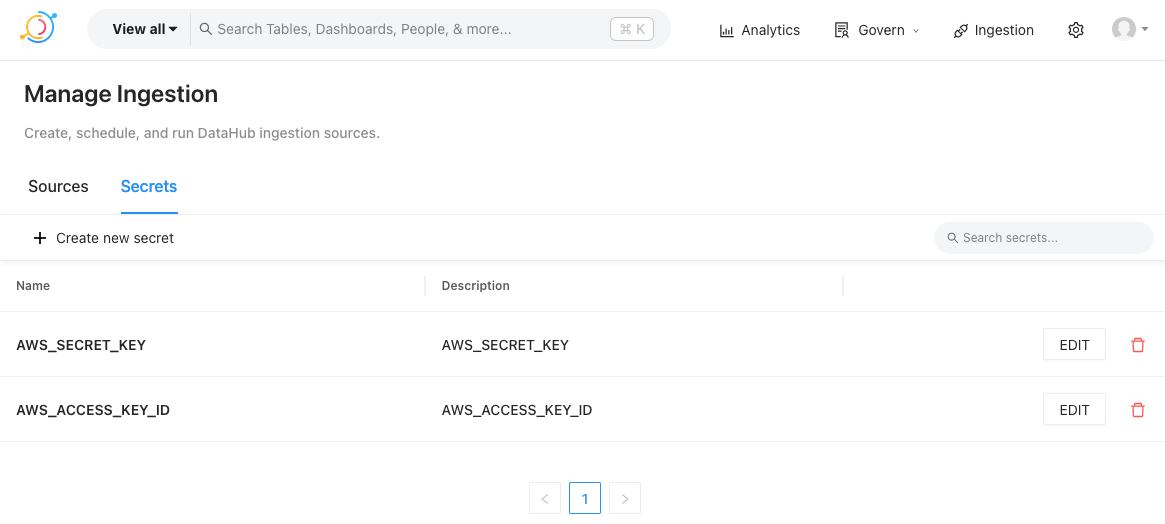 View all Search Tables, Dashboards, People, & more... ⌘ K Analytics Govern Ingestion
Manage Ingestion
Create, schedule, and run DataHub ingestion sources.
Sources Secrets
Create new secret Search secrets...
Name Description
AWS_SECRET_KEY AWS_SECRET_KEY EDIT
AWS_ACCESS_KEY_ID AWS_ACCESS_KEY_ID EDIT
< 1 >